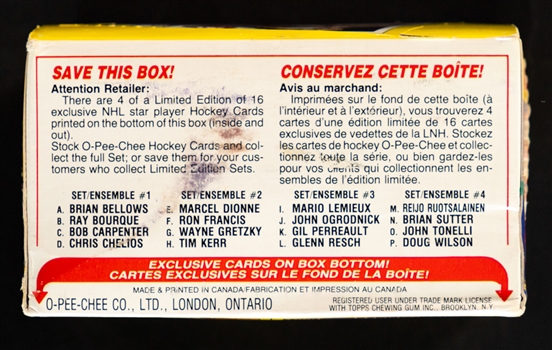 SAVE THIS BOX!
Attention Retailer:
There are 4 of a Limited Edition of 16
exclusive NHL star player Hockey Cards
printed on the bottom of this box (inside and
out).
Stock O-Pee-Chee Hockey Cards and col-
lect the full Set; or save them for your cus-
tomers who collect Limited Edition Sets.
CONSERVEZ CETTE BOÎTE!
Avis au marchand:
Imprimées sur le fond de cette boîte (à
l'intérieur et à l'extérieur), vous trouverez 4
cartes d'une édition limitée de 16 cartes
exclusives de vedettes de la LNH. Stockez
les cartes de hockey O-Pee-Chee et collec-
tionnez toute la série, ou bien gardez-les
pour vos clients qui collectionnent les en-
sembles de l'édition limitée.
SET/ENSEMBLE #1
A. BRIAN BELLOWS
B. RAY BOURQUE
C. BOB CARPENTER
D. CHRIS CHELIOS
SET/ENSEMBLE #2
E. MARCEL DIONNE
F. RON FRANCIS
G. WAYNE GRETZKY
H. TIM KERR
SET/ENSEMBLE #3
I. MARIO LEMIEUX
J. JOHN OGRODNICK
K. GIL PERREAULT
L. GLENN RESCH
SET/ENSEMBLE #4
M. REIJO RUOTSALAINEN
N. BRIAN SUTTER
O. JOHN TONELLI
P. DOUG WILSON
EXCLUSIVE CARDS ON BOX BOTTOM!
CARTES EXCLUSIVES SUR LE FOND DE LA BOÎTE!
MADE & PRINTED IN CANADA/FABRICATION ET IMPRESSION AU CANADA
O-PEE-CHEE CO., LTD., LONDON, ONTARIO
REGISTERED USER UNDER TRADE MARK LICENSE
WITH TOPPS CHEWING GUM INC., BROOKLYN, N.Y.